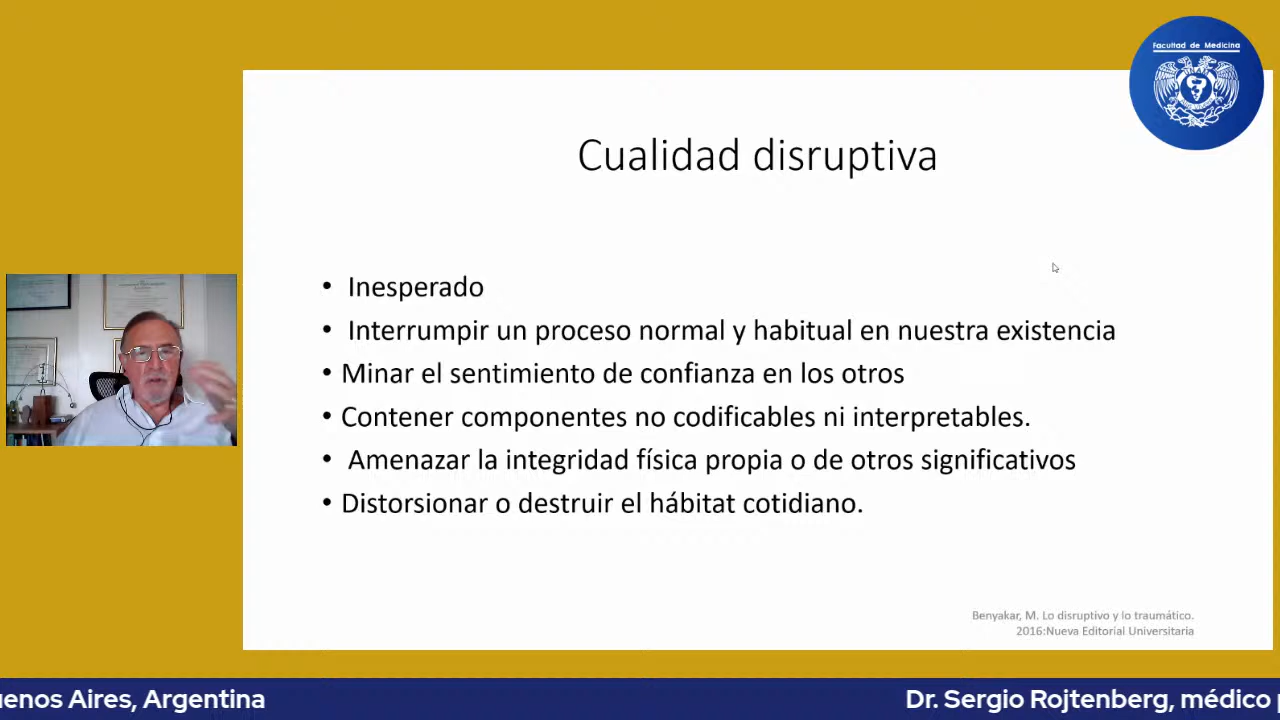 Facultad de Medicina
Cualidad disruptiva
• Inesperado
• Interrumpir un proceso normal y habitual en nuestra existencia
• Minar el sentimiento de confianza en los otros
• Contener componentes no codificables ni interpretables.
• Amenazar la integridad física propia o de otros significativos
• Distorsionar o destruir el hábitat cotidiano.
Benyakar, M. Lo disruptivo y lo traumático.
2016:Nueva Editorial Universitaria
uenos Aires, Argentina
Dr. Sergio Rojtenberg, médico p